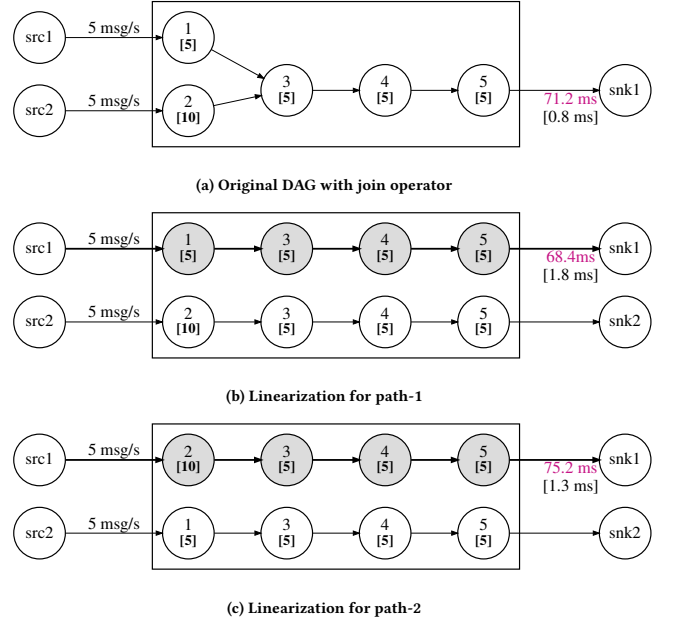 src1
5 msg/s
1
[5]
src2
5 msg/s
2
[10]
3
[5]
4
[5]
5
[5]
71.2 ms
[0.8 ms]
snk1
(a) Original DAG with join operator
src1
5 msg/s
1
[5]
3
[5]
4
[5]
5
[5]
68.4ms
[1.8 ms]
snk1
src2
5 msg/s
2
[10]
3
[5]
4
[5]
5
[5]
snk2
(b) Linearization for path-1
src1
5 msg/s
2
[10]
3
[5]
4
[5]
5
[5]
75.2 ms
[1.3 ms]
snk1
src2
5 msg/s
1
[5]
3
[5]
4
[5]
5
[5]
snk2
(c) Linearization for path-2